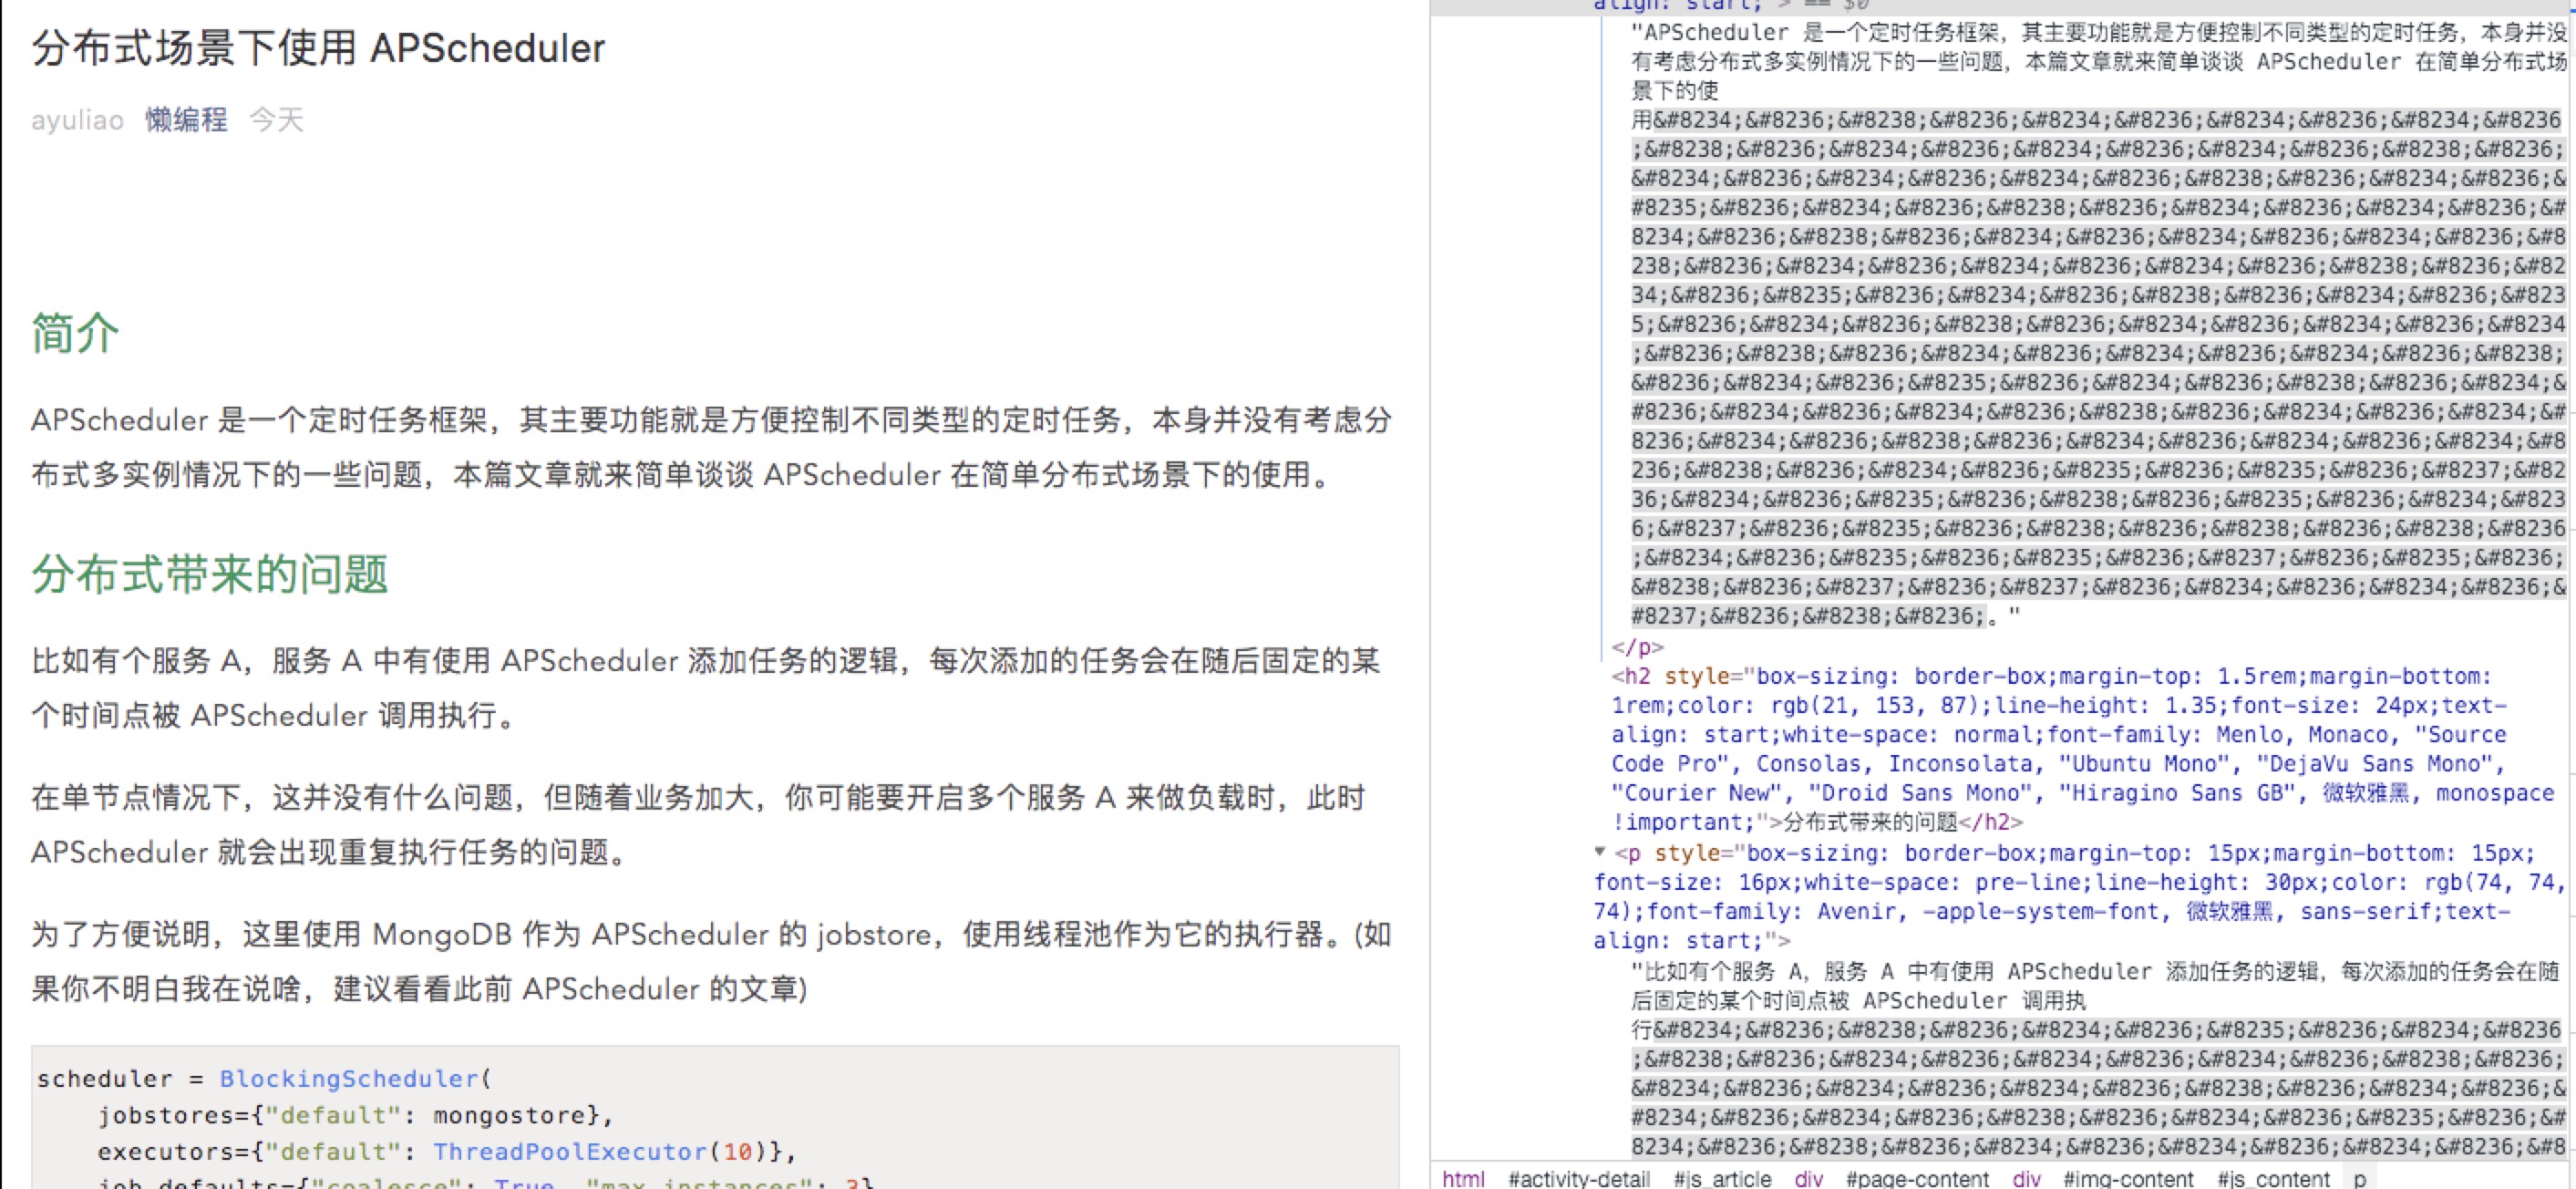 分布式场景下使用 APScheduler
ayuliao 懒编程 今天
简介
APScheduler 是一个定时任务框架，其主要功能就是方便控制不同类型的定时任务，本身并没有考虑分
布式多实例情况下的一些问题，本篇文章就来简单谈谈 APScheduler 在简单分布式场景下的使用。
分布式带来的问题
比如有个服务 A，服务 A 中有使用 APScheduler 添加任务的逻辑，每次添加的任务会在随后固定的某
个时间点被 APScheduler 调用执行。
在单节点情况下，这并没有什么问题，但随着业务加大，你可能要开启多个服务 A 来做负载时，此时
APScheduler 就会出现重复执行任务的问题。
为了方便说明，这里使用 MongoDB 作为 APScheduler 的 jobstore，使用线程池作为它的执行器。(如
果你不明白我在说啥，建议看看此前 APScheduler 的文章)
scheduler = BlockingScheduler(
    jobstores={"default": mongostore},
    executors={"default": ThreadPoolExecutor(10)},
    job_defaults={"coalesce": True, "max_instances": 3}
align: start;"> == $0
"APScheduler 是一个定时任务框架，其主要功能就是方便控制不同类型的定时任务，本身并没
有考虑分布式多实例情况下的一些问题，本篇文章就来简单谈谈 APScheduler 在简单分布式场
景下的使
用&#8234;&#8236;&#8238;&#8236;&#8234;&#8236;&#8234;&#8236;&#8234;&#8236
;&#8238;&#8236;&#8234;&#8236;&#8234;&#8236;&#8234;&#8236;&#8238;&#8236;
&#8234;&#8236;&#8234;&#8236;&#8234;&#8236;&#8238;&#8236;&#8234;&#8236;&
#8235;&#8236;&#8234;&#8236;&#8238;&#8236;&#8234;&#8236;&#8234;&#8236;&#
8234;&#8236;&#8238;&#8236;&#8234;&#8236;&#8234;&#8236;&#8234;&#8236;&#8
238;&#8236;&#8234;&#8236;&#8234;&#8236;&#8234;&#8236;&#8238;&#8236;&#82
34;&#8236;&#8235;&#8236;&#8234;&#8236;&#8238;&#8236;&#8234;&#8236;&#823
5;&#8236;&#8234;&#8236;&#8238;&#8236;&#8234;&#8236;&#8234;&#8236;&#8234
;&#8236;&#8238;&#8236;&#8234;&#8236;&#8234;&#8236;&#8234;&#8236;&#8238;
&#8236;&#8234;&#8236;&#8235;&#8236;&#8234;&#8236;&#8238;&#8236;&#8234;&
#8236;&#8234;&#8236;&#8234;&#8236;&#8238;&#8236;&#8234;&#8236;&#8234;&#
8236;&#8234;&#8236;&#8238;&#8236;&#8234;&#8236;&#8234;&#8236;&#8234;&#8
236;&#8238;&#8236;&#8234;&#8236;&#8235;&#8236;&#8235;&#8236;&#8237;&#82
36;&#8234;&#8236;&#8235;&#8236;&#8238;&#8236;&#8235;&#8236;&#8234;&#823
6;&#8237;&#8236;&#8235;&#8236;&#8238;&#8236;&#8238;&#8236;&#8238;&#8236
;&#8234;&#8236;&#8235;&#8236;&#8235;&#8236;&#8237;&#8236;&#8235;&#8236;
&#8238;&#8236;&#8237;&#8236;&#8237;&#8236;&#8234;&#8236;&#8234;&#8236;&
#8237;&#8236;&#8238;&#8236;。"
</p>
<h2 style="box-sizing: border-box;margin-top: 1.5rem;margin-bottom:
1rem;color: rgb(21, 153, 87);line-height: 1.35;font-size: 24px;text-
align: start;white-space: normal;font-family: Menlo, Monaco, "Source
Code Pro", Consolas, Inconsolata, "Ubuntu Mono", "DejaVu Sans Mono",
"Courier New", "Droid Sans Mono", "Hiragino Sans GB", 微软雅黑, monospace
!important;">分布式带来的问题</h2>
▼<p style="box-sizing: border-box;margin-top: 15px;margin-bottom: 15px;
font-size: 16px;white-space: pre-line;line-height: 30px;color: rgb(74, 74,
74);font-family: Avenir, -apple-system-font, 微软雅黑, sans-serif;text-
align: start;">
"比如有个服务 A，服务 A 中有使用 APScheduler 添加任务的逻辑，每次添加的任务会在随
后固定的某个时间点被 APScheduler 调用执
行&#8234;&#8236;&#8238;&#8236;&#8234;&#8236;&#8235;&#8236;&#8234;&#8236
;&#8238;&#8236;&#8234;&#8236;&#8234;&#8236;&#8234;&#8236;&#8238;&#8236;
&#8234;&#8236;&#8234;&#8236;&#8234;&#8236;&#8238;&#8236;&#8234;&#8236;&
#8234;&#8236;&#8234;&#8236;&#8238;&#8236;&#8234;&#8236;&#8235;&#8236;&#
8234;&#8236;&#8238;&#8236;&#8234;&#8236;&#8234;&#8236;&#8234;&#8236;&#8
html #activity-detail #js_article div #page-content div #img-content #js_content p